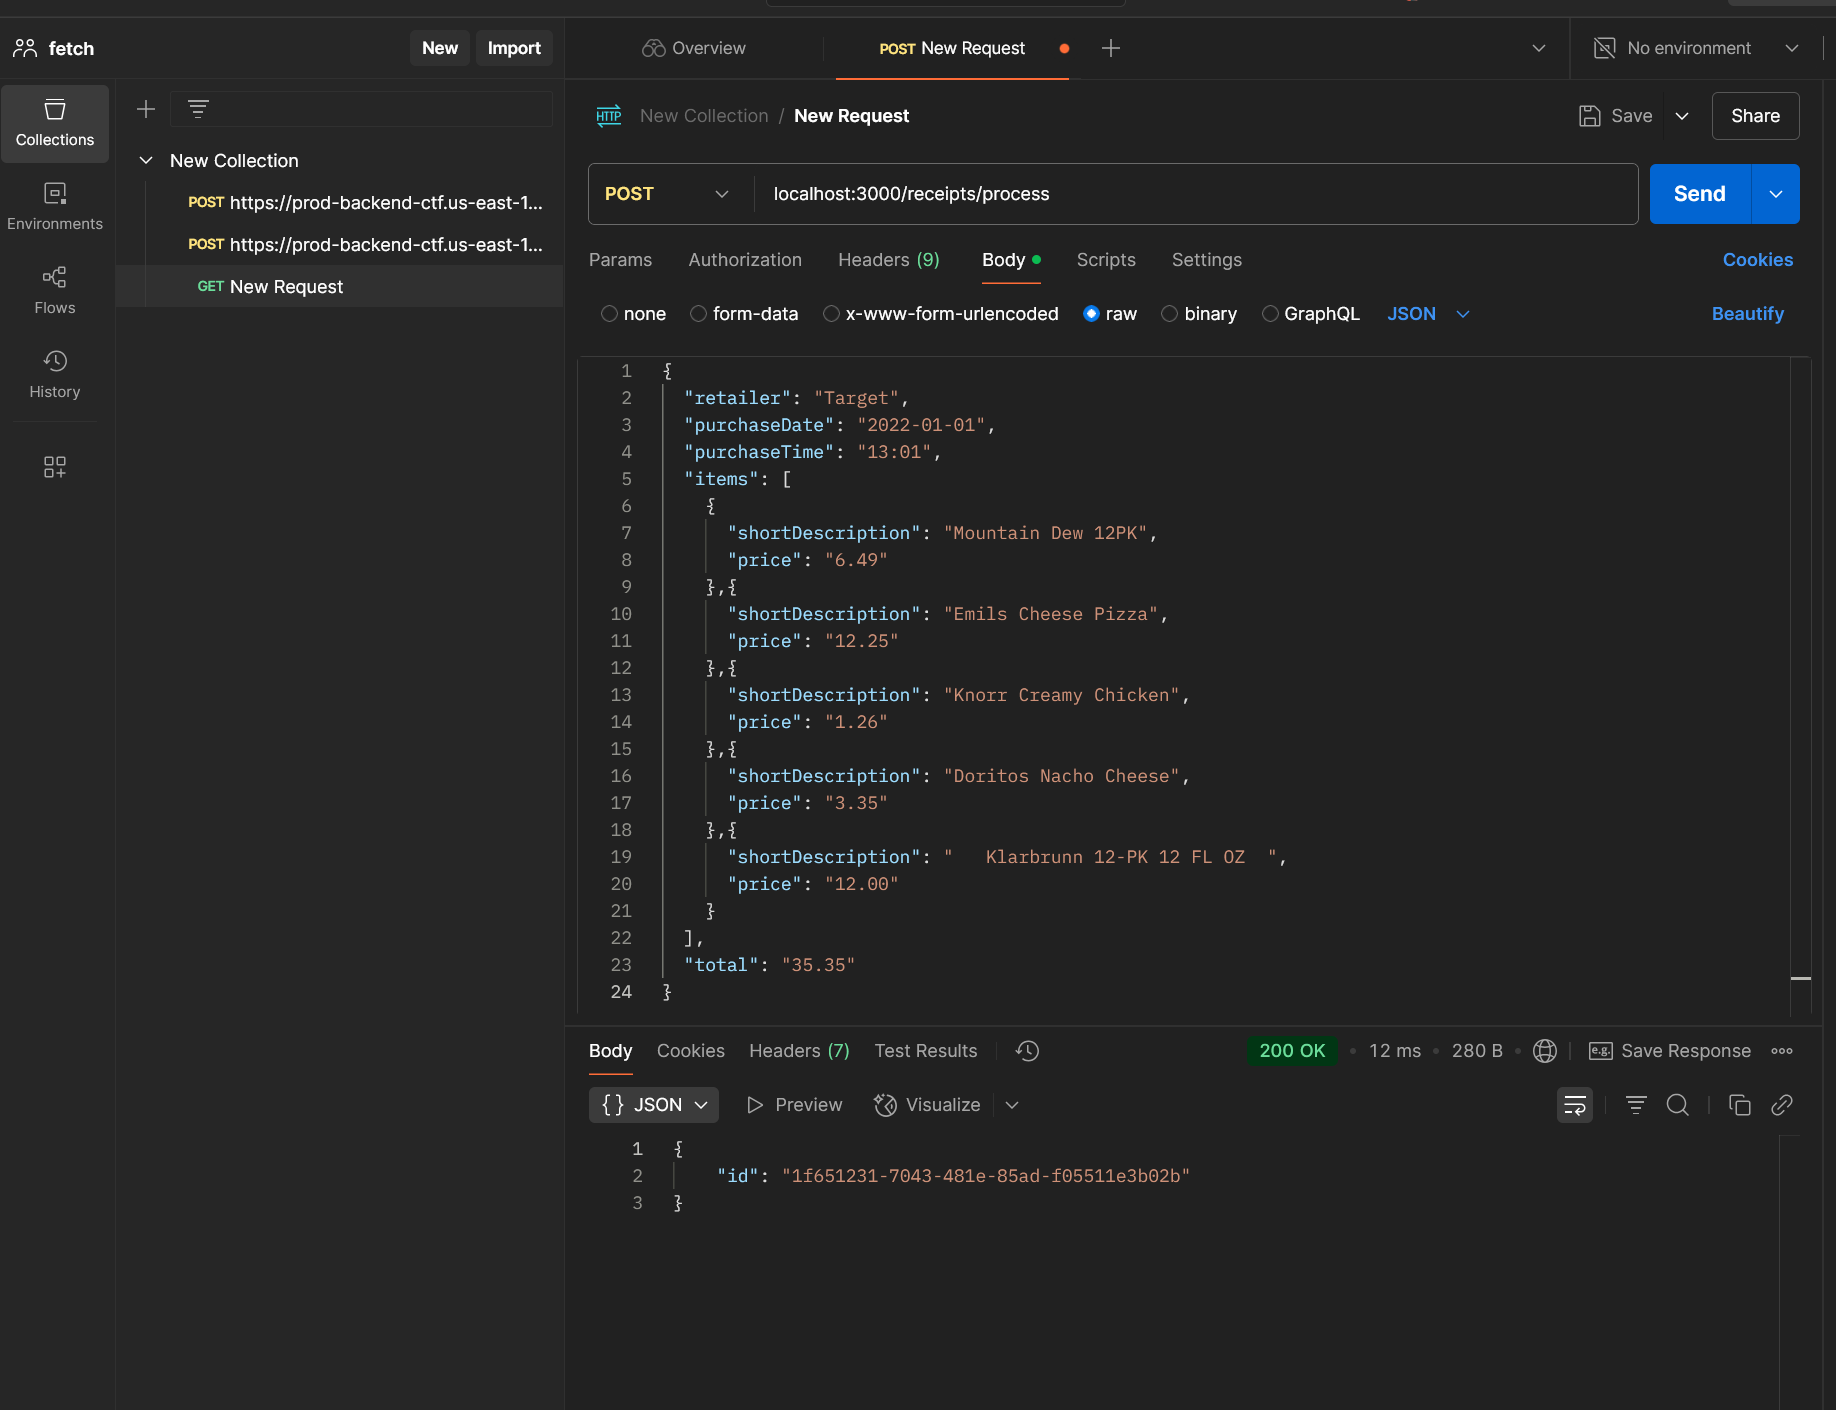 fetch
New
Import
Overview
POST New Request
No environment
Collections
Environments
Flows
History
New Collection
POST https://prod-backend-ctf.us-east-1...
POST https://prod-backend-ctf.us-east-1...
GET New Request
HTTP New Collection / New Request
Save
Share
POST
localhost:3000/receipts/process
Send
Params
Authorization
Headers (9)
Body
Scripts
Settings
Cookies
none
form-data
x-www-form-urlencoded
raw
binary
GraphQL
JSON
Beautify
1 {
2 "retailer": "Target",
3 "purchaseDate": "2022-01-01",
4 "purchaseTime": "13:01",
5 "items": [
6 {
7 "shortDescription": "Mountain Dew 12PK",
8 "price": "6.49"
9 },{
10 "shortDescription": "Emils Cheese Pizza",
11 "price": "12.25"
12 },{
13 "shortDescription": "Knorr Creamy Chicken",
14 "price": "1.26"
15 },{
16 "shortDescription": "Doritos Nacho Cheese",
17 "price": "3.35"
18 },{
19 "shortDescription": "   Klarbrunn 12-PK 12 FL OZ  ",
20 "price": "12.00"
21 }
22 ],
23 "total": "35.35"
24 }
Body
Cookies
Headers (7)
Test Results
200 OK
12 ms
280 B
e.g. Save Response
{} JSON
Preview
Visualize
1 {
2 "id": "1f651231-7043-481e-85ad-f05511e3b02b"
3 }